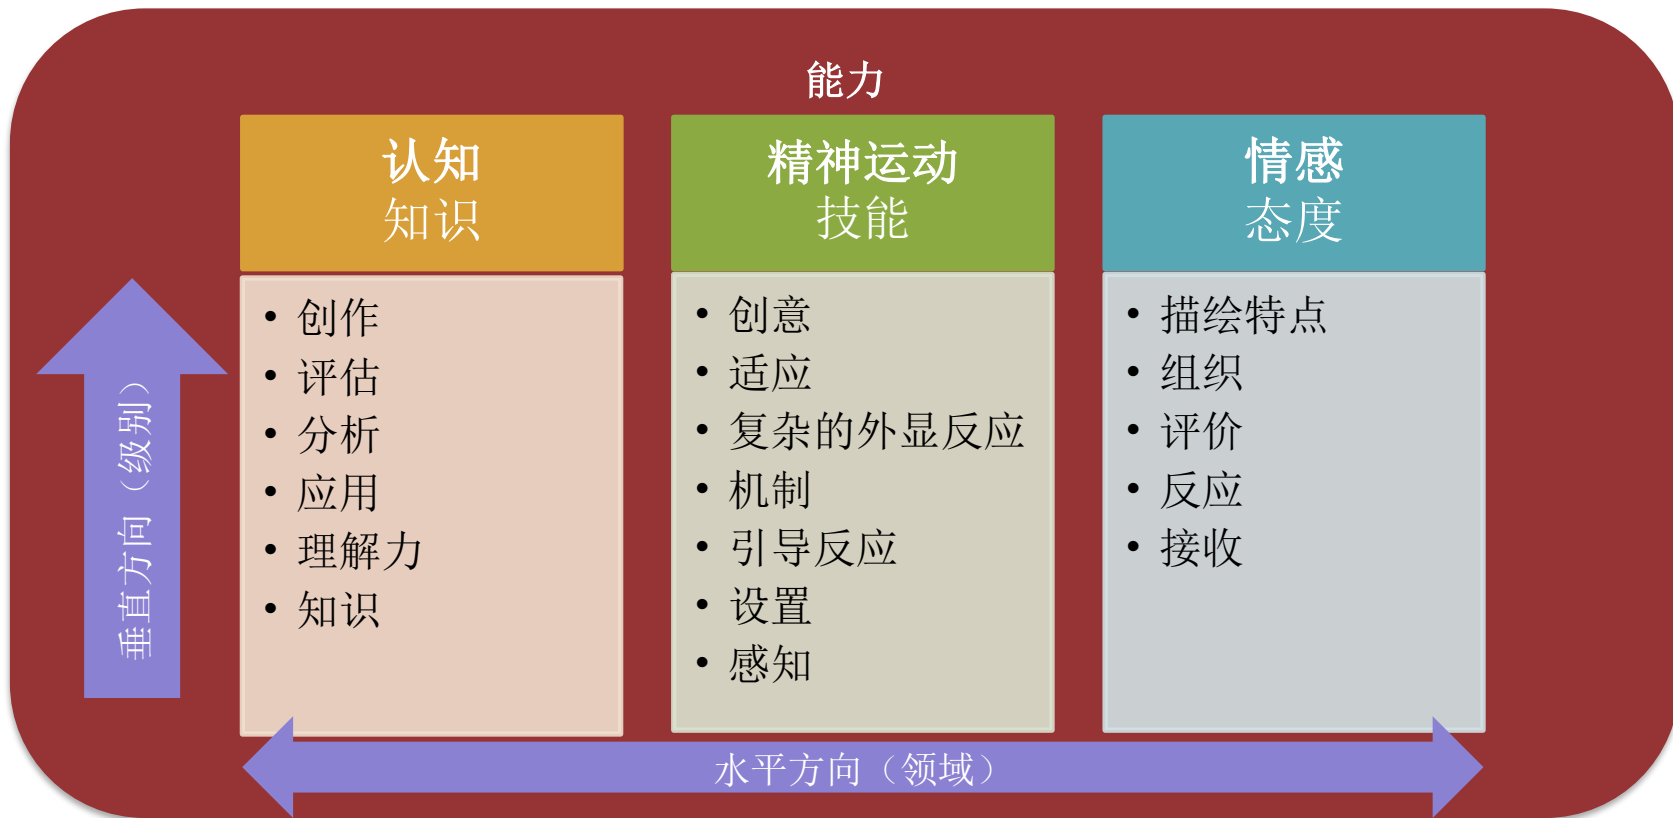 能力
认知
知识
精神运动
技能
情感
态度
• 创作
• 评估
• 分析
• 应用
• 理解力
• 知识
• 创意
• 适应
• 复杂的外显反应
• 机制
• 引导反应
• 设置
• 感知
• 描绘特点
• 组织
• 评价
• 反应
• 接收
垂直方向（级别）
水平方向（领域）